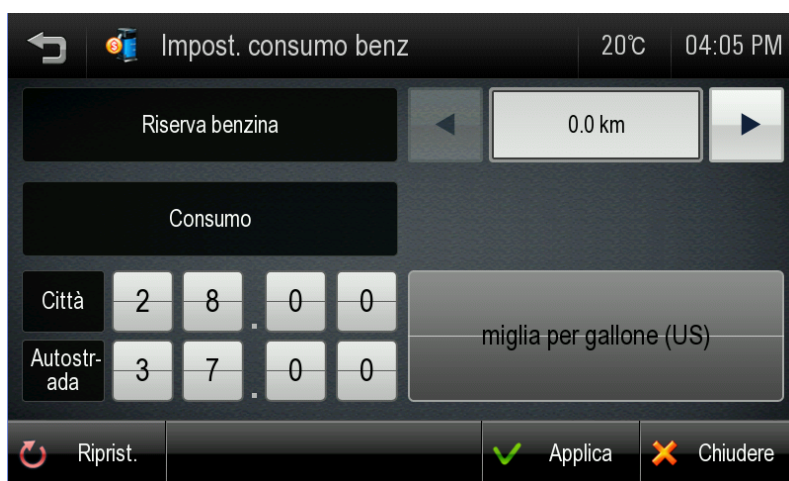 Impost. consumo benz 20℃ 04:05 PM
Riserva benzina 0.0 km
Consumo
Città 2 8 . 0 0
miglia per gallone (US)
Autostr-
ada 3 7 . 0 0
Riprist. Applica Chiudere